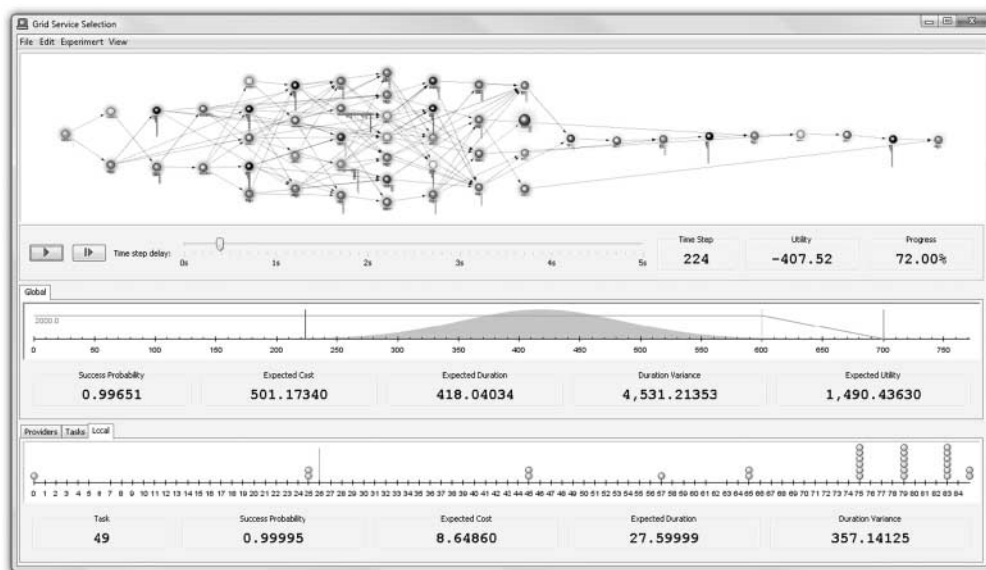 Grid Service Selection
File Edit Experiment View
Time step delay:
0s 1s 2s 3s 4s 5s
Time Step Utility Progress
224 -407.52 72.00%
Global
2000.0
0 50 100 150 200 250 300 350 400 450 500 550 600 650 700 750
Success Probability Expected Cost Expected Duration Duration Variance Expected Utility
0.99651 501.17340 418.04034 4,531.21353 1,490.43630
Providers Tasks Local
0 1 2 3 4 5 6 7 8 9 10 11 12 13 14 15 16 17 18 19 20 21 22 23 24 25 26 27 28 29 30 31 32 33 34 35 36 37 38 39 40 41 42 43 44 45 46 47 48 49 50 51 52 53 54 55 56 57 58 59 60 61 62 63 64 65 66 67 68 69 70 71 72 73 74 75 76 77 78 79 80 81 82 83 84
Task Success Probability Expected Cost Expected Duration Duration Variance
49 0.99995 8.64860 27.59999 357.14125